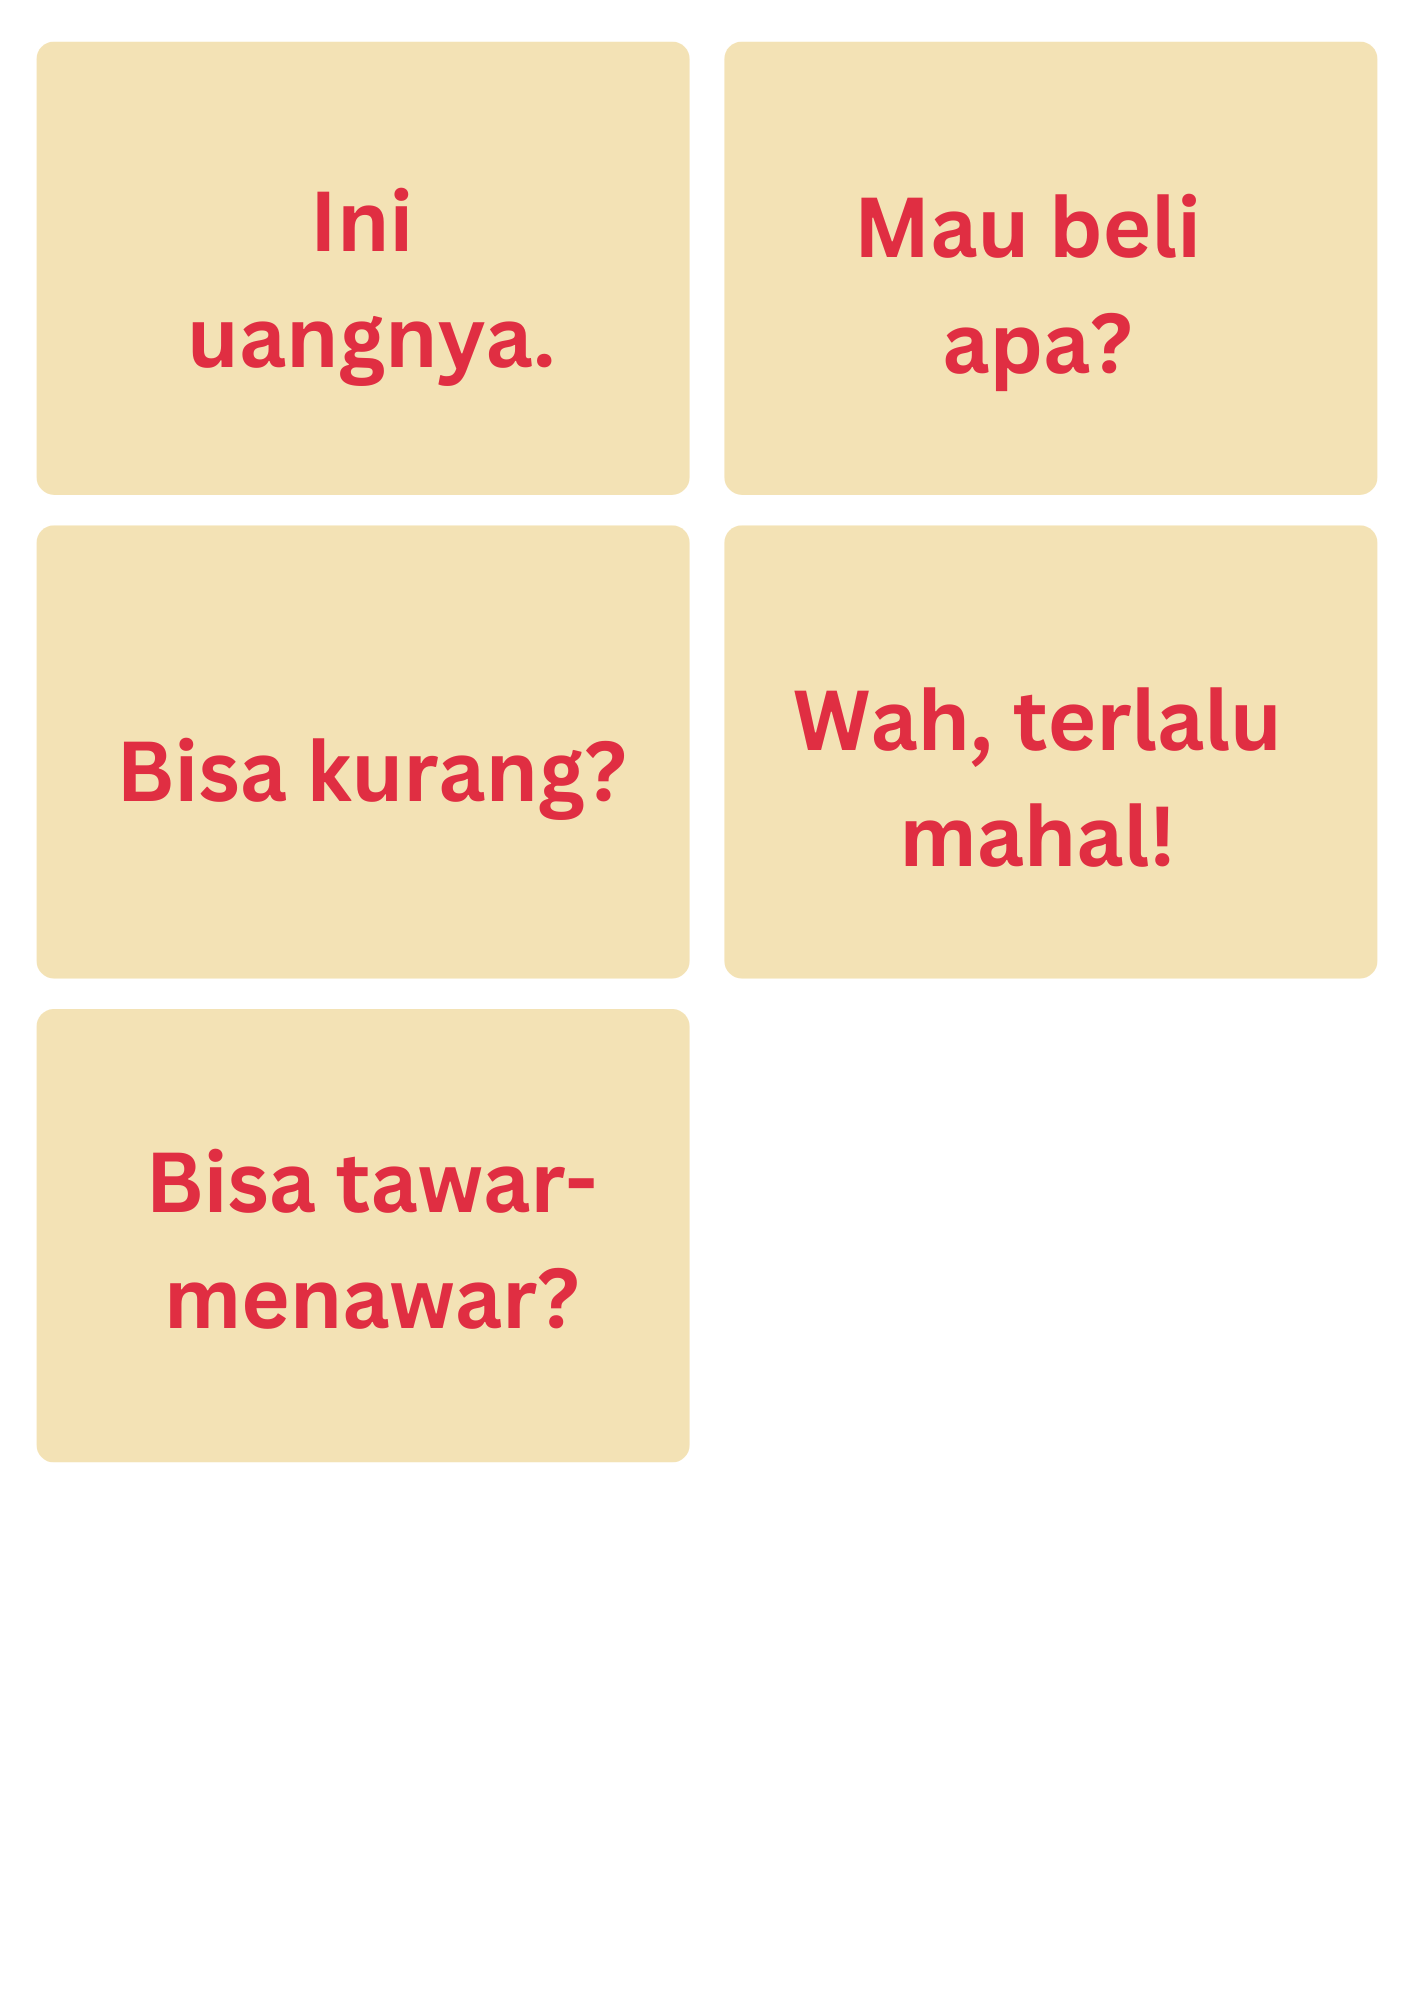 Ini
uangnya.
Mau beli
apa?
Bisa kurang?
Wah, terlalu
mahal!
Bisa tawar-
menawar?